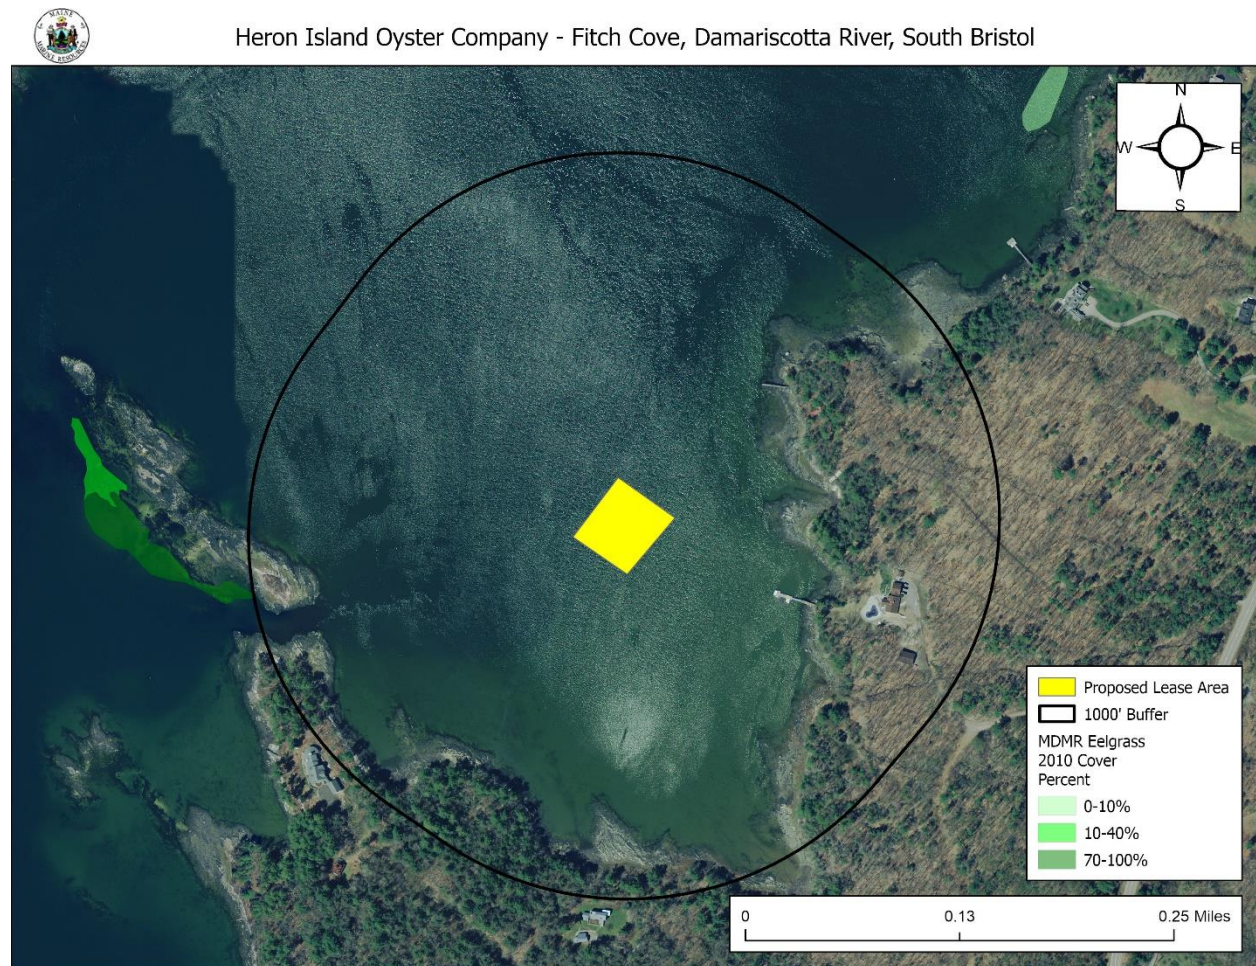 Heron Island Oyster Company - Fitch Cove, Damariscotta River, South Bristol
N
W
E
S
Proposed Lease Area
1000' Buffer
MDMR Eelgrass
2010 Cover
Percent
0-10%
10-40%
70-100%
0
0.13
0.25 Miles